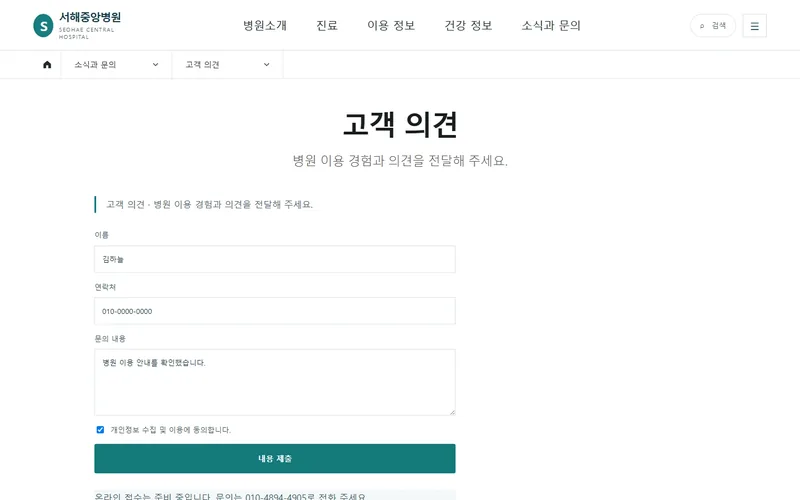 S
서해중앙병원
SEOHAE CENTRAL
HOSPITAL
병원소개
진료
이용 정보
건강 정보
소식과 문의
검색
소식과 문의
고객 의견
고객 의견
병원 이용 경험과 의견을 전달해 주세요.
고객 의견 · 병원 이용 경험과 의견을 전달해 주세요.
이름
김하늘
연락처
010-0000-0000
문의 내용
병원 이용 안내를 확인했습니다.
개인정보 수집 및 이용에 동의합니다.
내용 제출
온라인 접수는 준비 중입니다. 문의는 010-4894-4905로 전화 주세요.